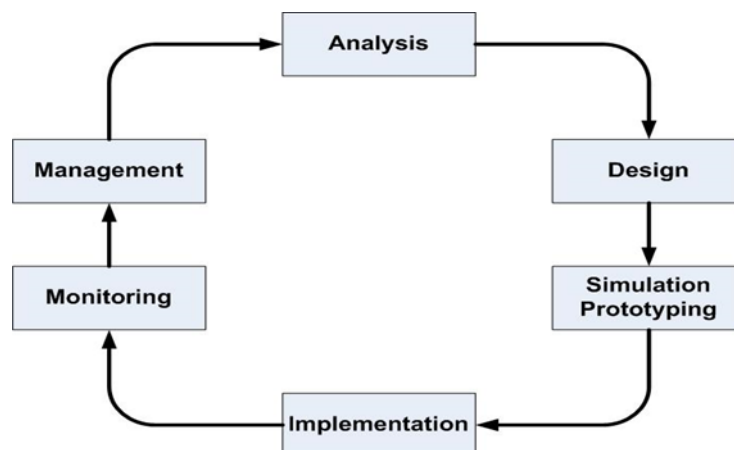 Analysis
Design
Simulation
Prototyping
Implementation
Monitoring
Management